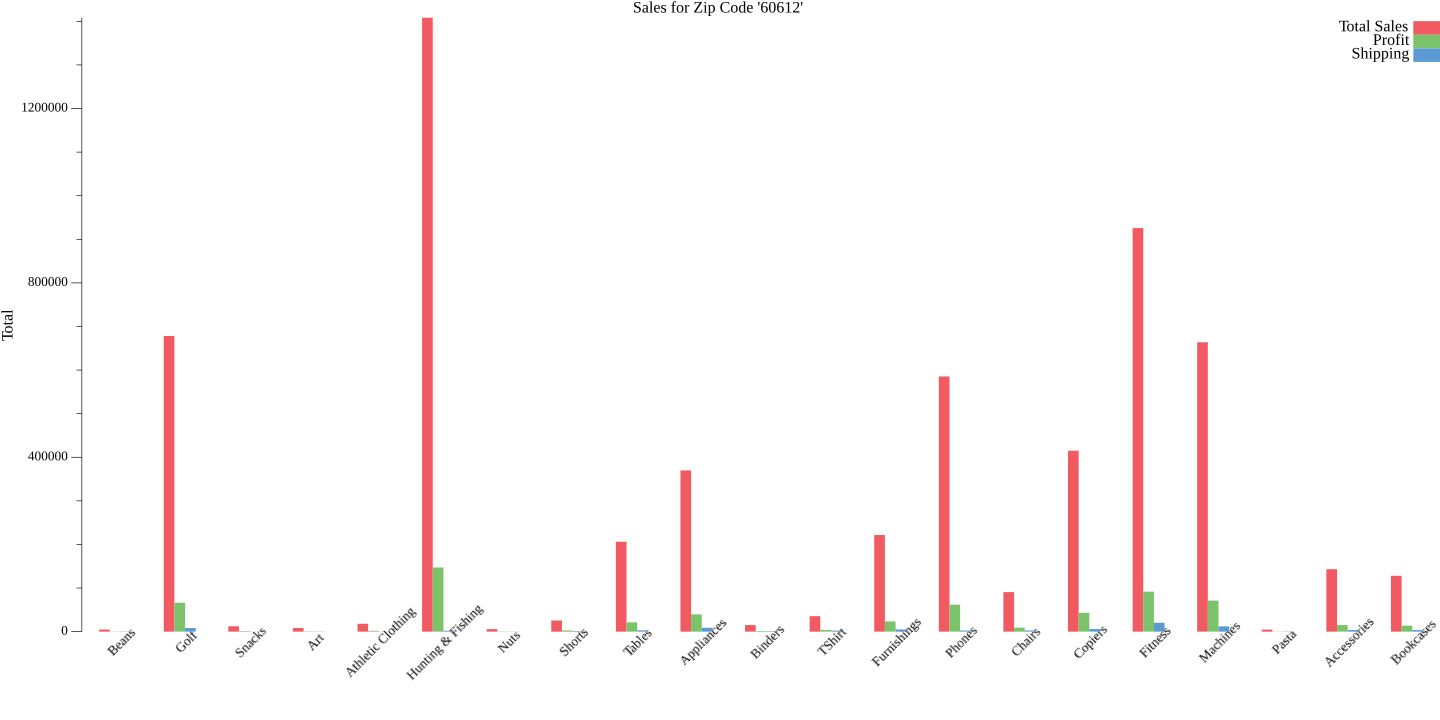 Sales for Zip Code '60612'
Total Sales
Profit
Shipping
Total
1200000
800000
400000
0
Beans
Golf
Snacks
Art
Athletic Clothing
Hunting & Fishing
Nuts
Shorts
Tables
Appliances
Binders
TShirt
Furnishings
Phones
Chairs
Copiers
Fitness
Machines
Pasta
Accessories
Bookcases